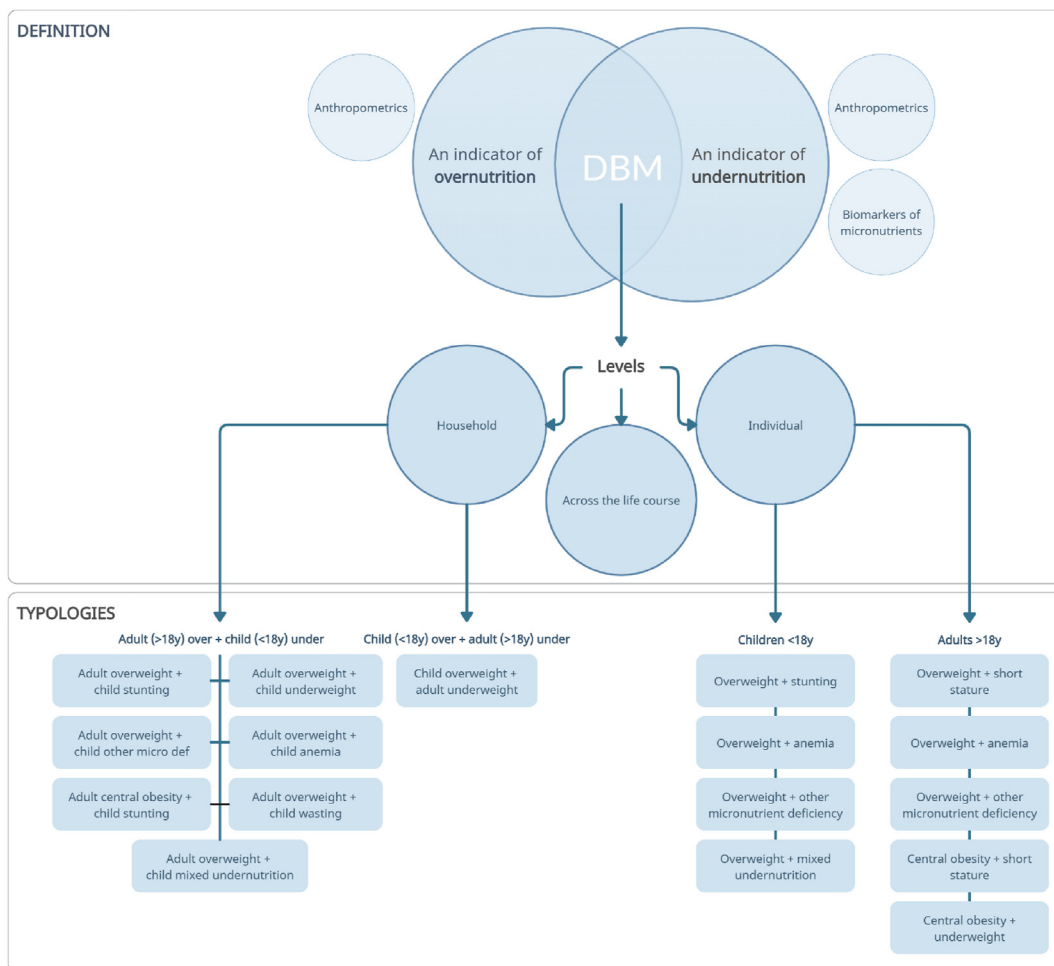 DEFINITION
Anthropometrics
An indicator of
overnutrition
DBM
An indicator of
undernutrition
Anthropometrics
Biomarkers of
micronutrients
Levels
Household
Across the life course
Individual
TYPOLOGIES
Adult (>18y) over + child (<18y) under
Adult overweight +
child stunting
Adult overweight +
child underweight
Adult overweight +
child other micro def
Adult overweight +
child anemia
Adult central obesity +
child stunting
Adult overweight +
child wasting
Adult overweight +
child mixed undernutrition
Child (<18y) over + adult (>18y) under
Child overweight +
adult underweight
Children <18y
Overweight + stunting
Overweight + anemia
Overweight + other
micronutrient deficiency
Overweight + mixed
undernutrition
Adults >18y
Overweight + short
stature
Overweight + anemia
Overweight + other
micronutrient deficiency
Central obesity + short
stature
Central obesity +
underweight